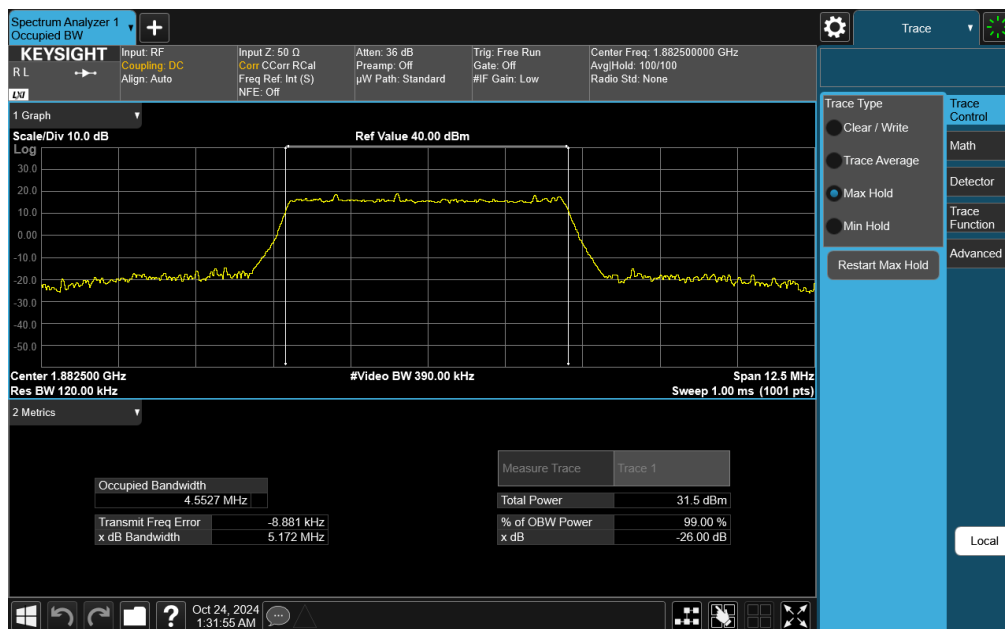 Spectrum Analyzer 1
Occupied BW
+
Trace
KEYSIGHT
R L
LXI
Input: RF
Coupling: DC
Align: Auto
Input Z: 50 Ω
Corr CCorr RCal
Freq Ref: Int (S)
NFE: Off
Atten: 36 dB
Preamp: Off
µW Path: Standard
Trig: Free Run
Gate: Off
#IF Gain: Low
Center Freq: 1.882500000 GHz
Avg|Hold: 100/100
Radio Std: None
1 Graph
Scale/Div 10.0 dB
Ref Value 40.00 dBm
Log
30.0
20.0
10.0
0.00
-10.0
-20.0
-30.0
-40.0
-50.0
Center 1.882500 GHz
#Video BW 390.00 kHz
Span 12.5 MHz
Res BW 120.00 kHz
Sweep 1.00 ms (1001 pts)
2 Metrics
Measure Trace
Trace 1
Occupied Bandwidth
4.5527 MHz
Total Power
31.5 dBm
Transmit Freq Error
-8.881 kHz
% of OBW Power
99.00 %
x dB Bandwidth
5.172 MHz
x dB
-26.00 dB
Trace Type
Clear / Write
Trace Average
Max Hold
Min Hold
Restart Max Hold
Trace
Control
Math
Detector
Trace
Function
Advanced
Local
?
Oct 24, 2024
1:31:55 AM